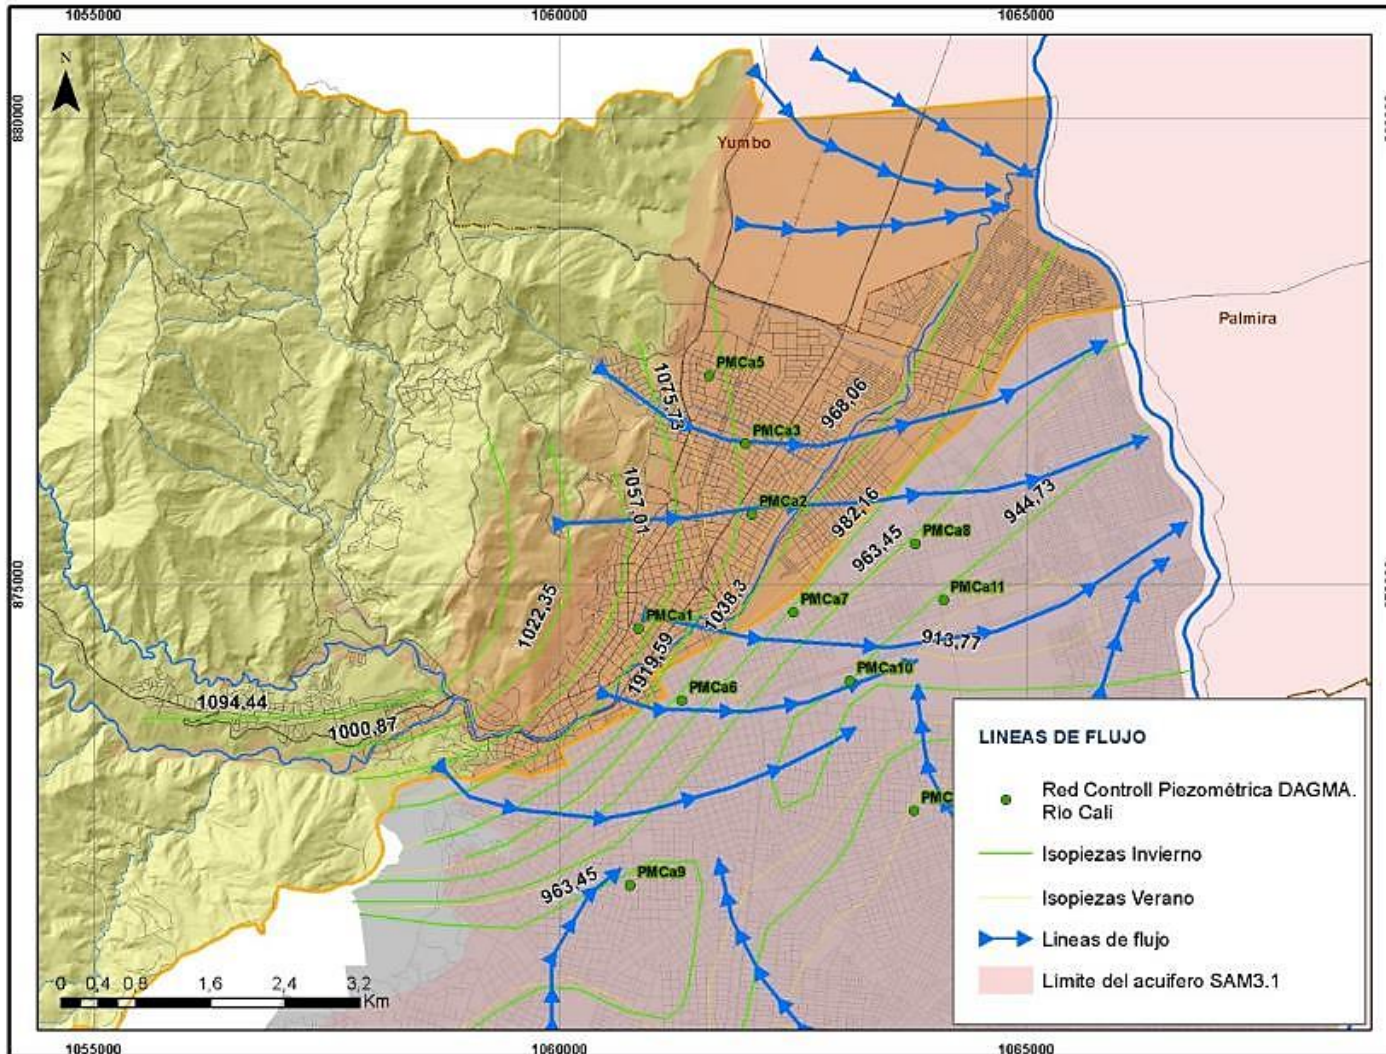 1055000
1060000
1065000
N
880000
Yumbo
Palmira
PMCa5
1075,73
968,06
PMCa3
1057,01
PMCa2
982,16
944,73
963,45
PMCa8
875000
1022,35
PMCa11
PMCa7
PMCa1
1038,3
913,77
1919,59
PMCa10
PMCa6
1094,44
1000,87
LINEAS DE FLUJO
Red Controll Piezométrica DAGMA.
Río Cali
PMC
Isopiezas Invierno
963,45
PMCa9
Isopiezas Verano
Lineas de flujo
Límite del acuífero SAM3.1
0 0,4 0,8 1,6 2,4 3,2
Km
1055000
1060000
1065000